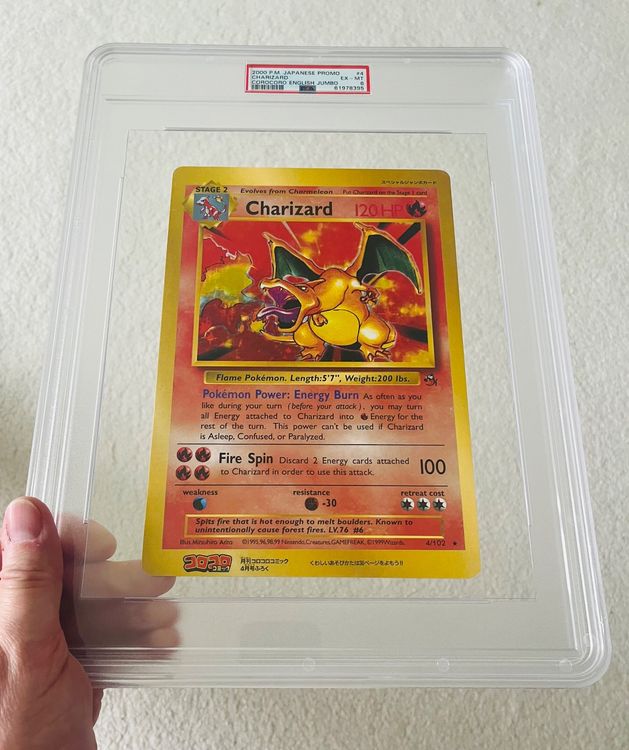 2000 P.M. JAPANESE PROMO #4
CHARIZARD EX - MT
COROCORO ENGLISH JUMBO 6
61978395
スペシャルジャンボカード
STAGE 2 Evolves from Charmeleon Put Charizard on the Stage 1 card
Charizard 120 HP
Flame Pokémon. Length:5'7", Weight:200 lbs.
Pokémon Power: Energy Burn As often as you
like during your turn (before your attack), you may turn
all Energy attached to Charizard into Energy for the
rest of the turn. This power can't be used if Charizard
is Asleep, Confused, or Paralyzed.
Fire Spin Discard 2 Energy cards attached
to Charizard in order to use this attack. 100
weakness resistance retreat cost
-30
Spits fire that is hot enough to melt boulders. Known to
unintentionally cause forest fires. LV.76 #6
Illus. Mitsuhiro Arita ©1995,96,98,99 Nintendo,Creatures,GAMEFREAK. ©1999Wizards. 4/102 ★
コロコロコミック
月刊コロコロコミック
4月号ふろく
くわしいあそびかたは36ページをよもう!!